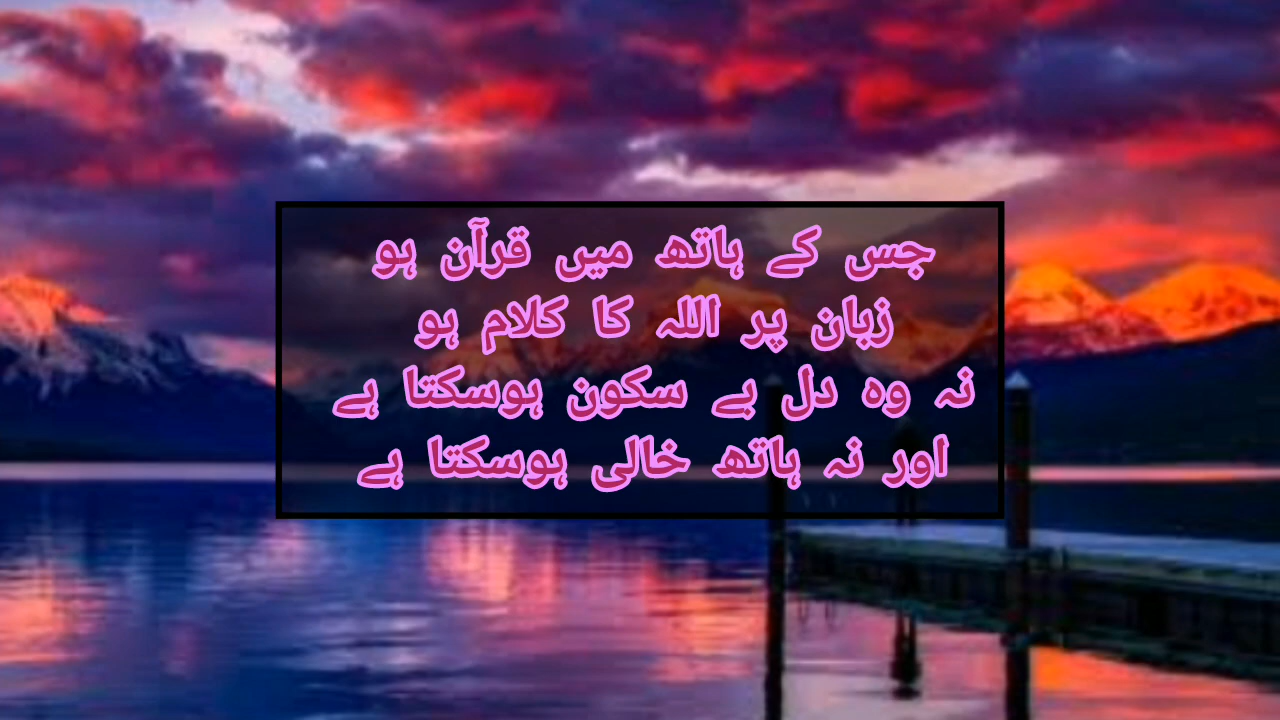 جس کے ہاتھ میں قرآن ہو
زبان پر اللہ کا کلام ہو
نہ وہ دل بے سکون ہوسکتا ہے
اور نہ ہاتھ خالی ہوسکتا ہے